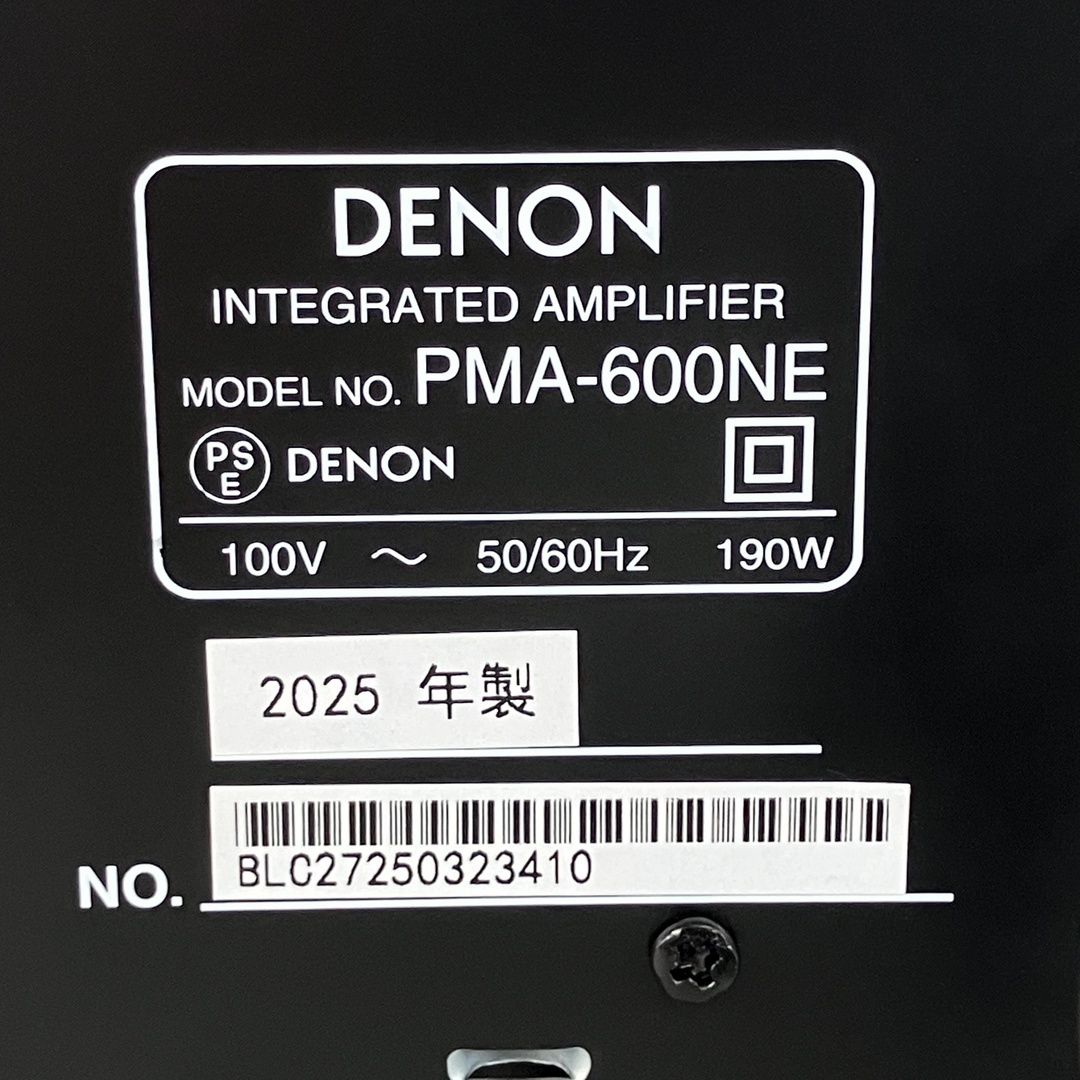 DENON
INTEGRATED AMPLIFIER
MODEL NO. PMA-600NE
PSE DENON
100V ～ 50/60Hz 190W
2025 年製
NO. BLC27250323410